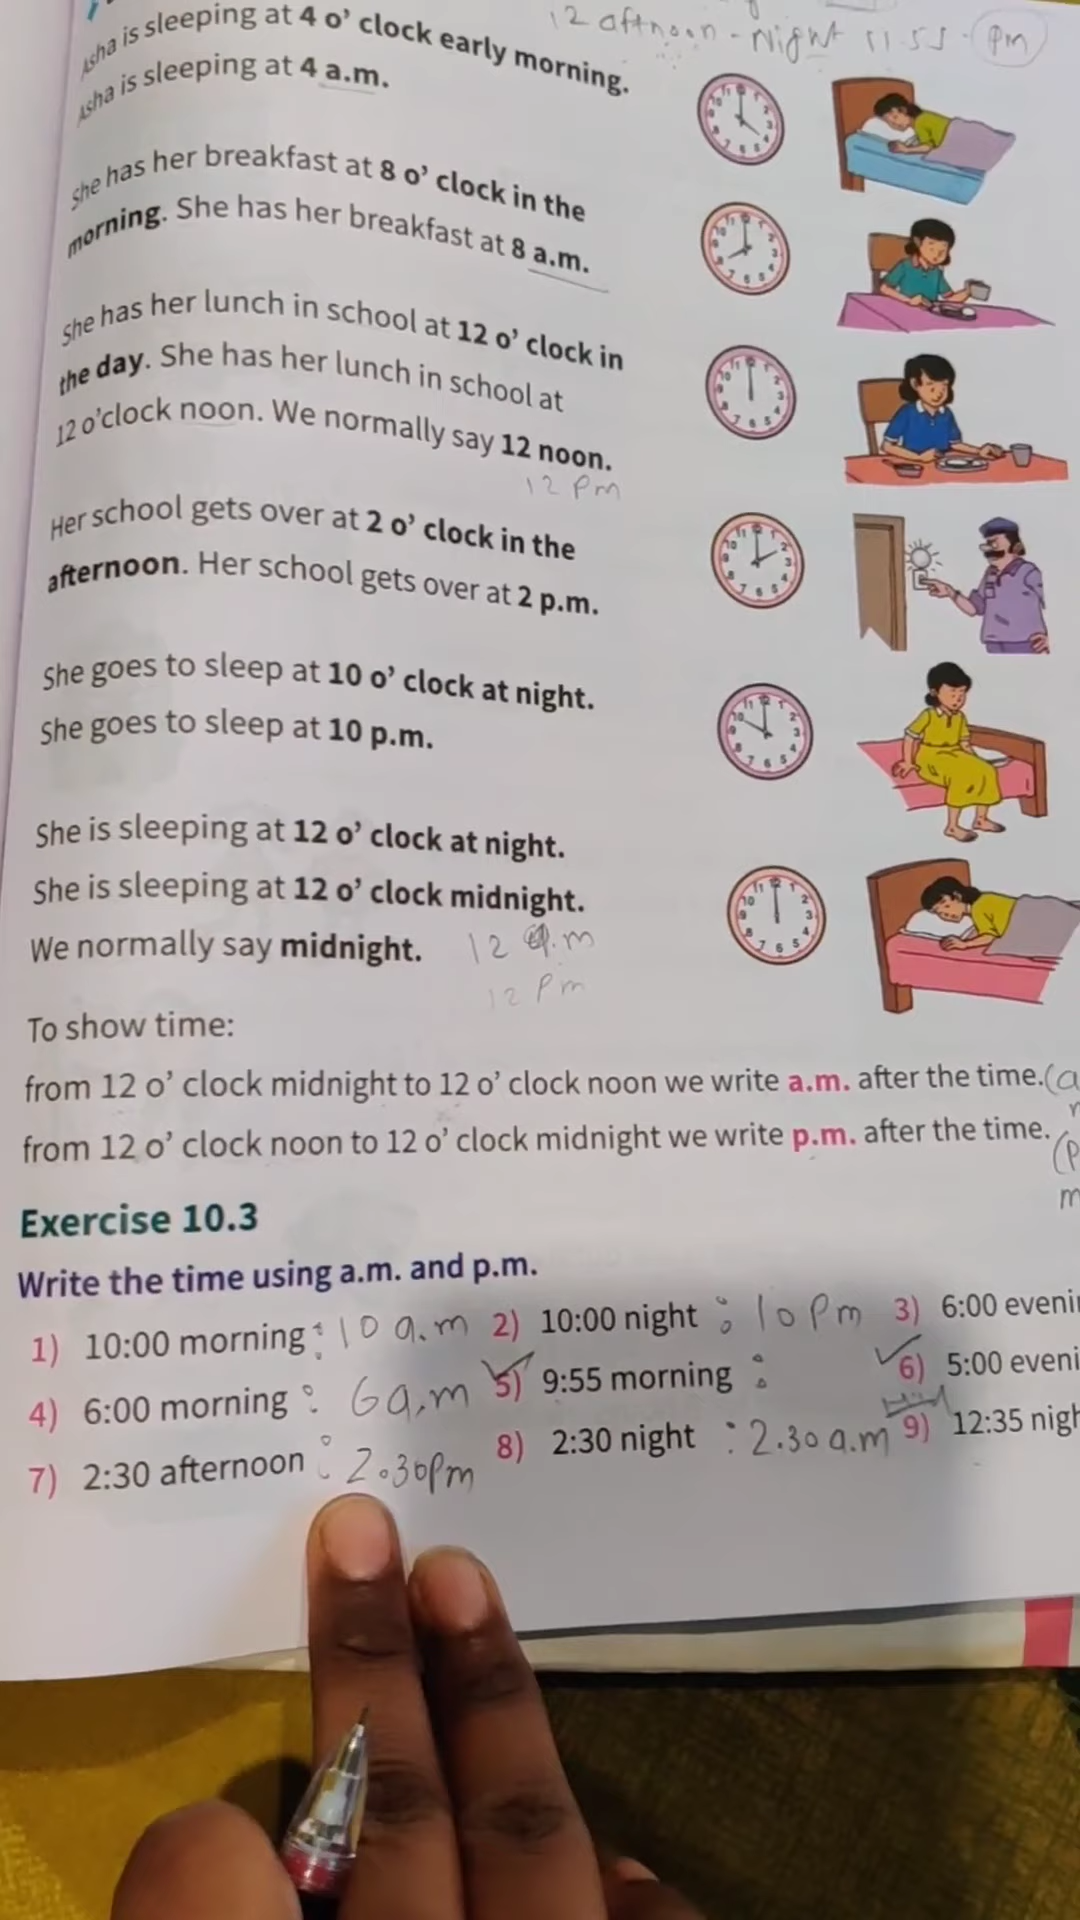 12 aftnoon - Night 11.55 - pm
Asha is sleeping at 4 o' clock early morning.
Asha is sleeping at 4 a.m.
She has her breakfast at 8 o' clock in the
morning. She has her breakfast at 8 a.m.
She has her lunch in school at 12 o' clock in
the day. She has her lunch in school at
12 o'clock noon. We normally say 12 noon.
12 Pm
Her school gets over at 2 o' clock in the
afternoon. Her school gets over at 2 p.m.
She goes to sleep at 10 o' clock at night.
She goes to sleep at 10 p.m.
She is sleeping at 12 o' clock at night.
She is sleeping at 12 o' clock midnight.
We normally say midnight. 12 a.m
12 Pm
To show time:
from 12 o' clock midnight to 12 o' clock noon we write a.m. after the time. (a
from 12 o' clock noon to 12 o' clock midnight we write p.m. after the time.
(p
m
Exercise 10.3
Write the time using a.m. and p.m.
1) 10:00 morning : 10 a.m 2) 10:00 night : 10 Pm 3) 6:00 eveni
4) 6:00 morning : 6 a.m 5) 9:55 morning : 6) 5:00 eveni
7) 2:30 afternoon : 2.30pm 8) 2:30 night : 2.30 a.m 9) 12:35 nigh